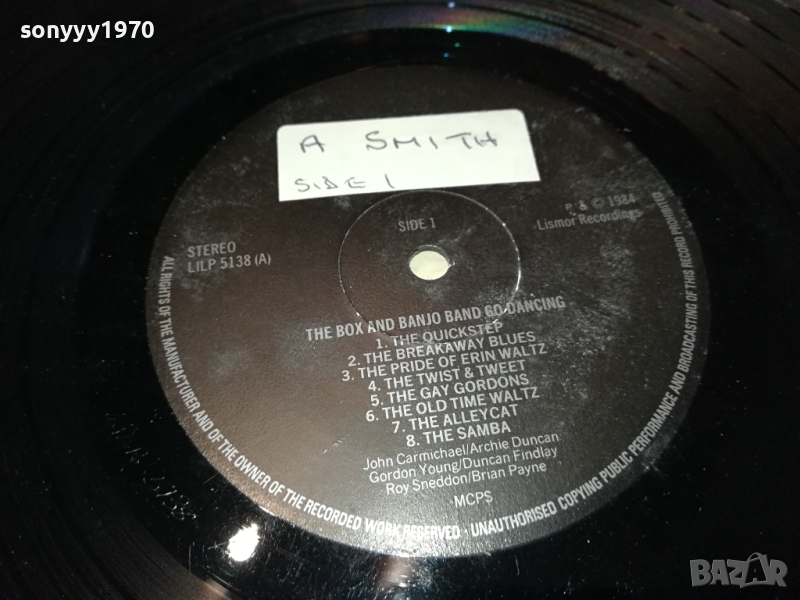 sonyyy1970
A SMITH
SIDE 1
P & © 1984
Lismor Recordings
SIDE 1
STEREO
LILP 5138 (A)
THE BOX AND BANJO BAND GO DANCING
1. THE QUICKSTEP
2. THE BREAKAWAY BLUES
3. THE PRIDE OF ERIN WALTZ
4. THE TWIST & TWEET
5. THE GAY GORDONS
6. THE OLD TIME WALTZ
7. THE ALLEYCAT
8. THE SAMBA
John Carmichael/Archie Duncan
Gordon Young/Duncan Findlay
Roy Sneddon/Brian Payne
MCPS
ALL RIGHTS OF THE MANUFACTURER AND OF THE OWNER OF THE RECORDED WORK RESERVED · UNAUTHORISED COPYING PUBLIC PERFORMANCE AND BROADCASTING OF THIS RECORD PROHIBITED
BAZAR